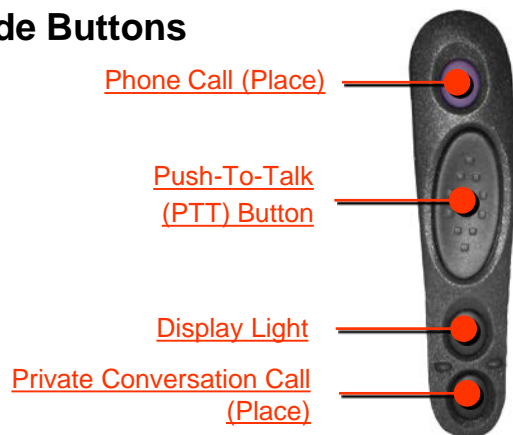 de Buttons
Phone Call (Place)
Push-To-Talk
(PTT) Button
Display Light
Private Conversation Call
(Place)